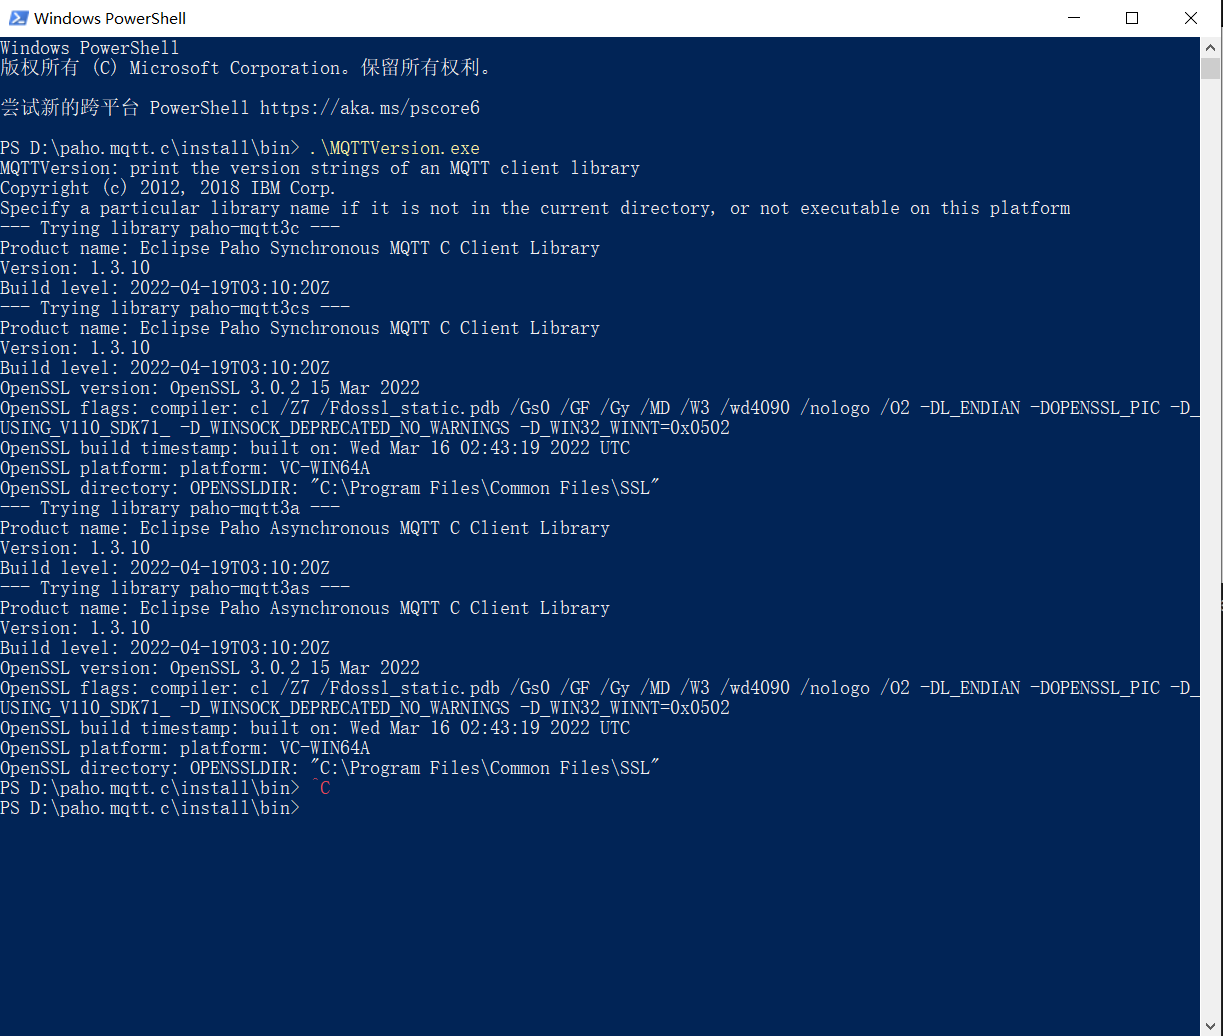 Windows PowerShell
Windows PowerShell
版权所有 (C) Microsoft Corporation。保留所有权利。
尝试新的跨平台 PowerShell https://aka.ms/pscore6
PS D:\paho.mqtt.c\install\bin> .\MQTTVersion.exe
MQTTVersion: print the version strings of an MQTT client library
Copyright (c) 2012, 2018 IBM Corp.
Specify a particular library name if it is not in the current directory, or not executable on this platform
--- Trying library paho-mqtt3c ---
Product name: Eclipse Paho Synchronous MQTT C Client Library
Version: 1.3.10
Build level: 2022-04-19T03:10:20Z
--- Trying library paho-mqtt3cs ---
Product name: Eclipse Paho Synchronous MQTT C Client Library
Version: 1.3.10
Build level: 2022-04-19T03:10:20Z
OpenSSL version: OpenSSL 3.0.2 15 Mar 2022
OpenSSL flags: compiler: cl /Z7 /Fdossl_static.pdb /Gs0 /GF /Gy /MD /W3 /wd4090 /nologo /O2 -DL_ENDIAN -DOPENSSL_PIC -D_
USING_V110_SDK71_ -D_WINSOCK_DEPRECATED_NO_WARNINGS -D_WIN32_WINNT=0x0502
OpenSSL build timestamp: built on: Wed Mar 16 02:43:19 2022 UTC
OpenSSL platform: platform: VC-WIN64A
OpenSSL directory: OPENSSLDIR: "C:\Program Files\Common Files\SSL"
--- Trying library paho-mqtt3a ---
Product name: Eclipse Paho Asynchronous MQTT C Client Library
Version: 1.3.10
Build level: 2022-04-19T03:10:20Z
--- Trying library paho-mqtt3as ---
Product name: Eclipse Paho Asynchronous MQTT C Client Library
Version: 1.3.10
Build level: 2022-04-19T03:10:20Z
OpenSSL version: OpenSSL 3.0.2 15 Mar 2022
OpenSSL flags: compiler: cl /Z7 /Fdossl_static.pdb /Gs0 /GF /Gy /MD /W3 /wd4090 /nologo /O2 -DL_ENDIAN -DOPENSSL_PIC -D_
USING_V110_SDK71_ -D_WINSOCK_DEPRECATED_NO_WARNINGS -D_WIN32_WINNT=0x0502
OpenSSL build timestamp: built on: Wed Mar 16 02:43:19 2022 UTC
OpenSSL platform: platform: VC-WIN64A
OpenSSL directory: OPENSSLDIR: "C:\Program Files\Common Files\SSL"
PS D:\paho.mqtt.c\install\bin> ^C
PS D:\paho.mqtt.c\install\bin>